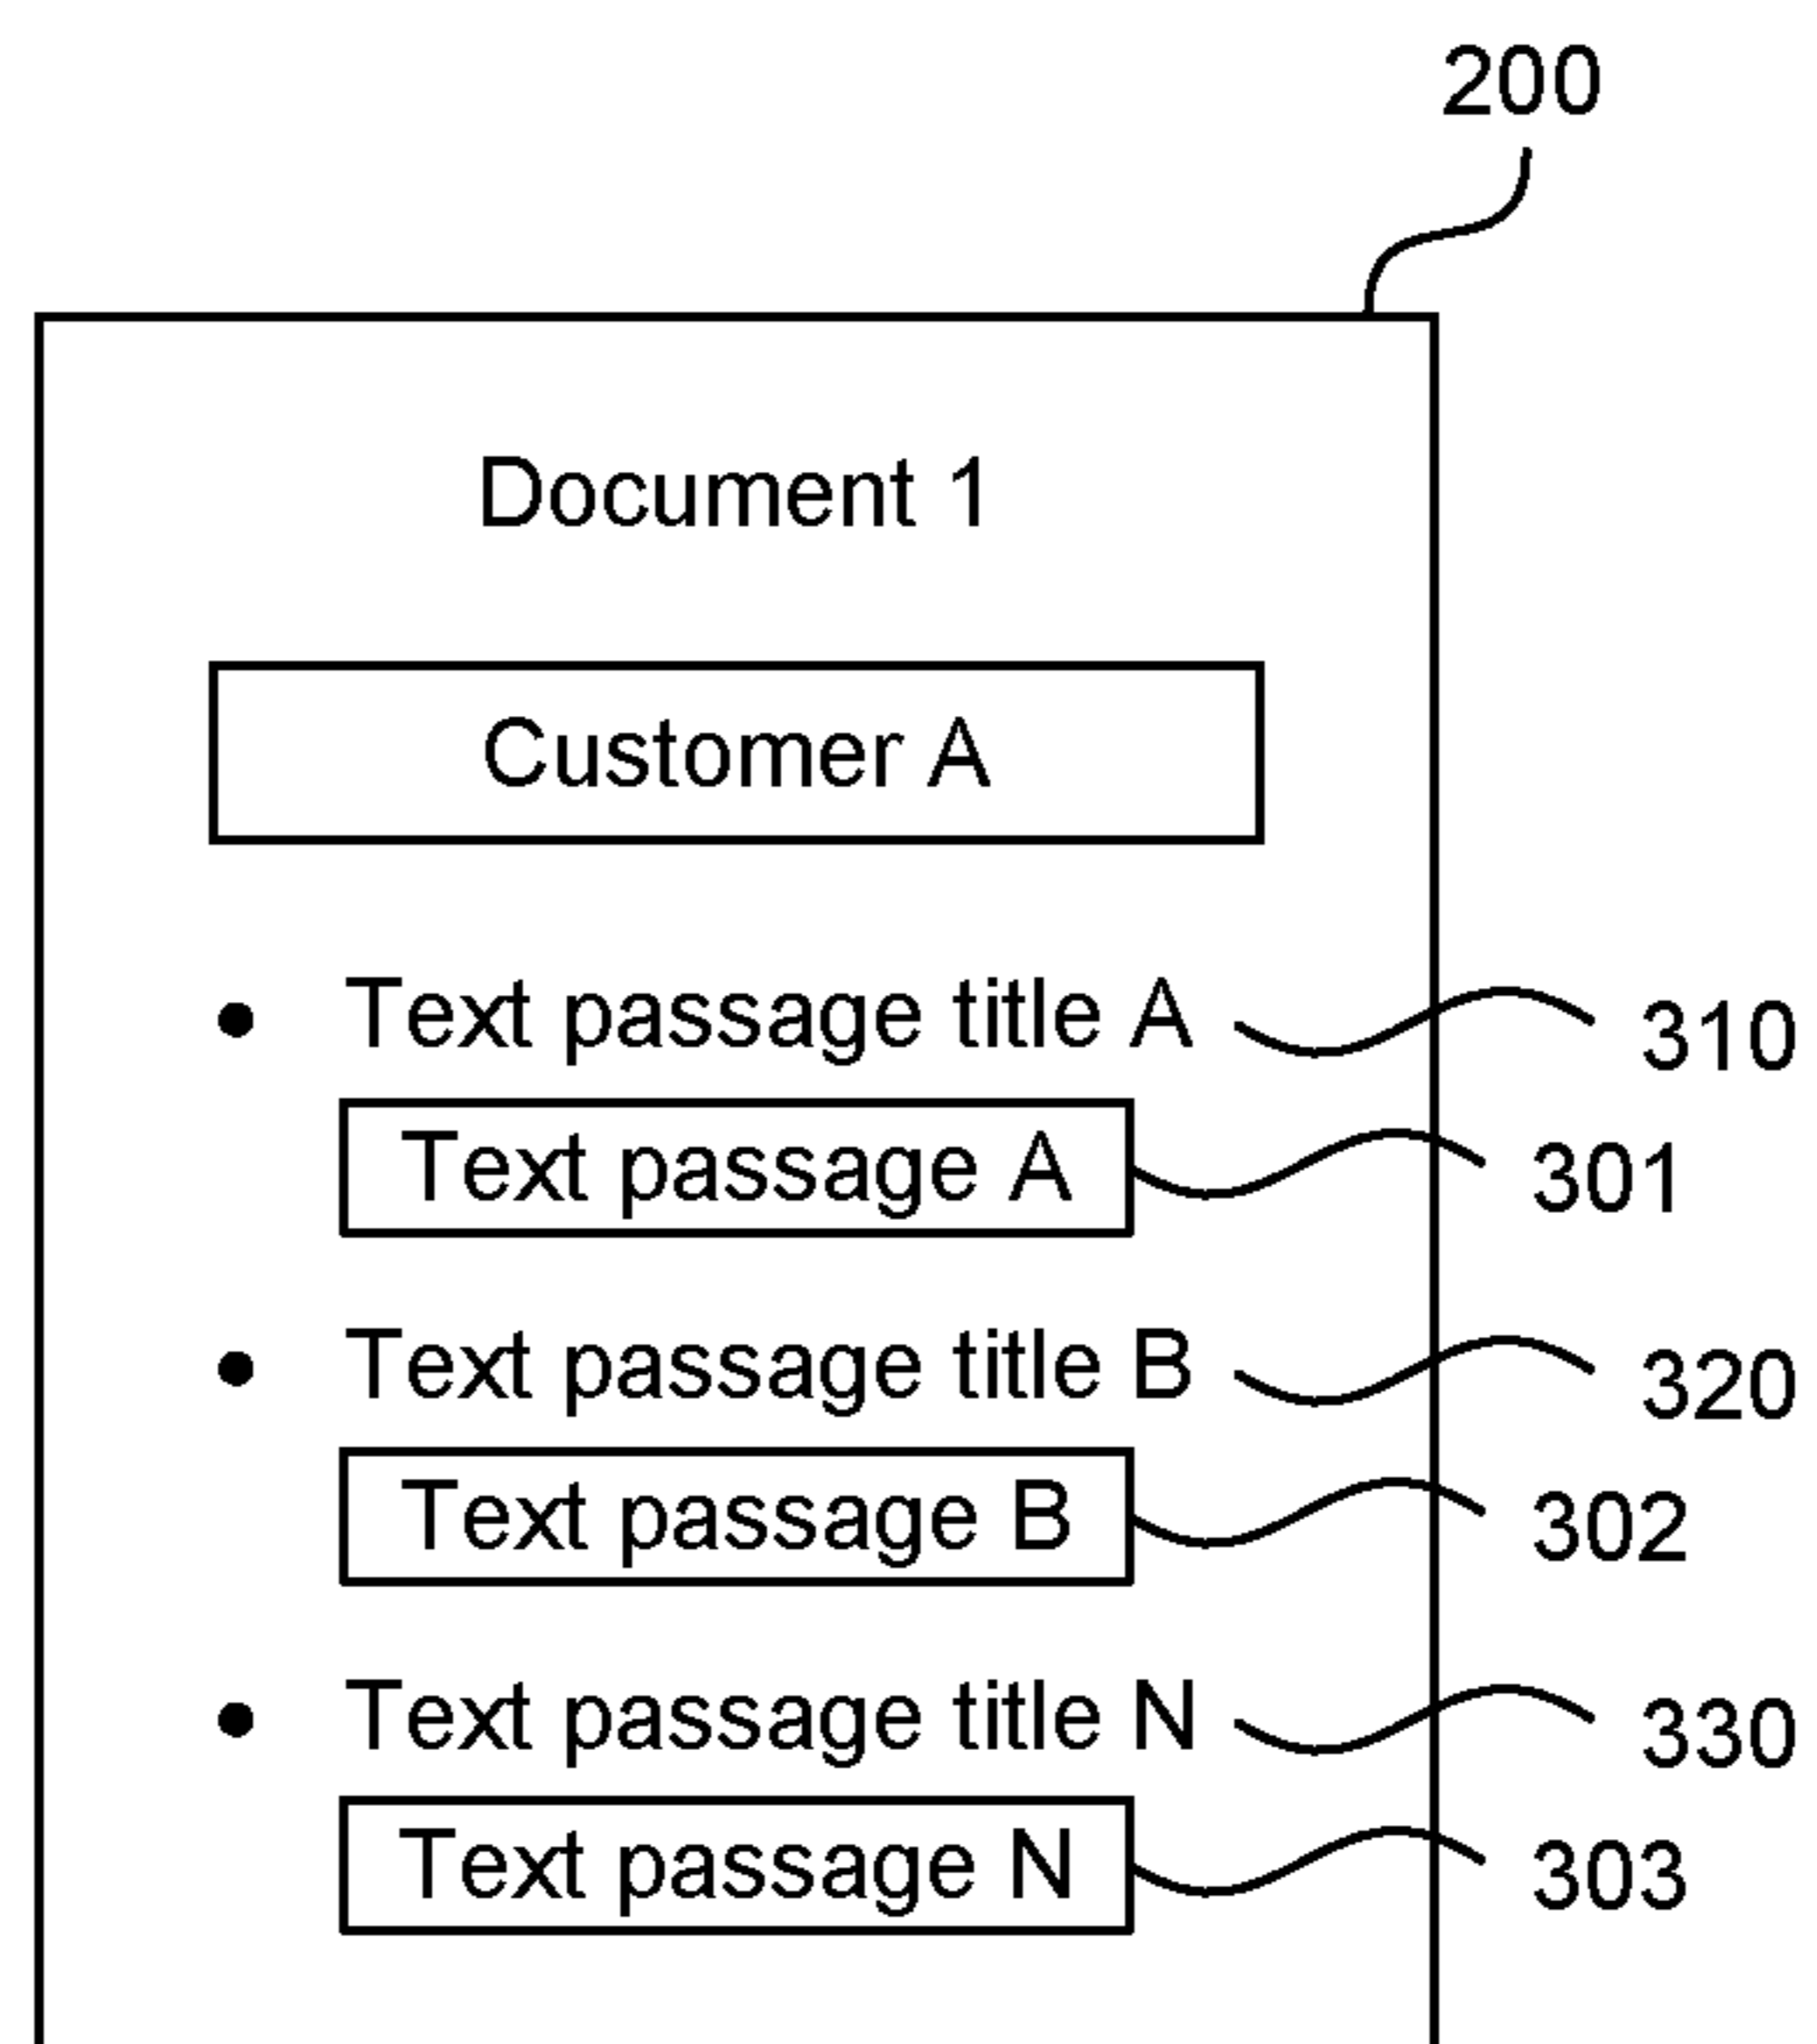 200
Document 1
Customer A
• Text passage title A 310
Text passage A 301
• Text passage title B 320
Text passage B 302
• Text passage title N 330
Text passage N 303